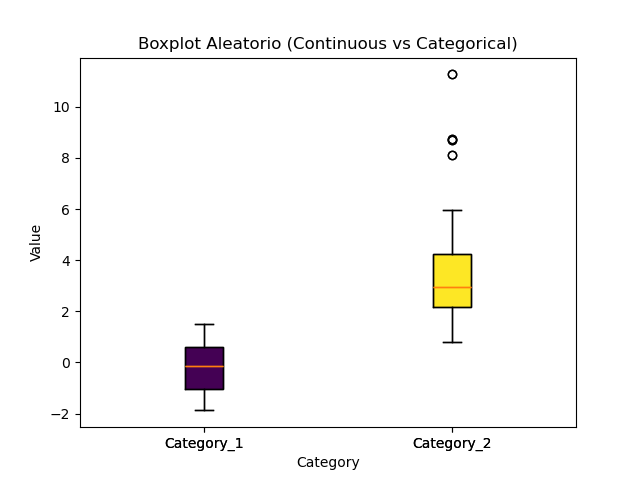 Boxplot Aleatorio (Continuous vs Categorical)
10
8
6
4
2
0
−2
Value
Category_1
Category_2
Category